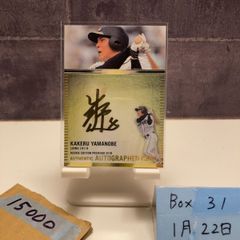 KAKERU YAMANOBE
AUTHENTIC AUTOGRAPHED CARD
15000
Box 31
1月22日